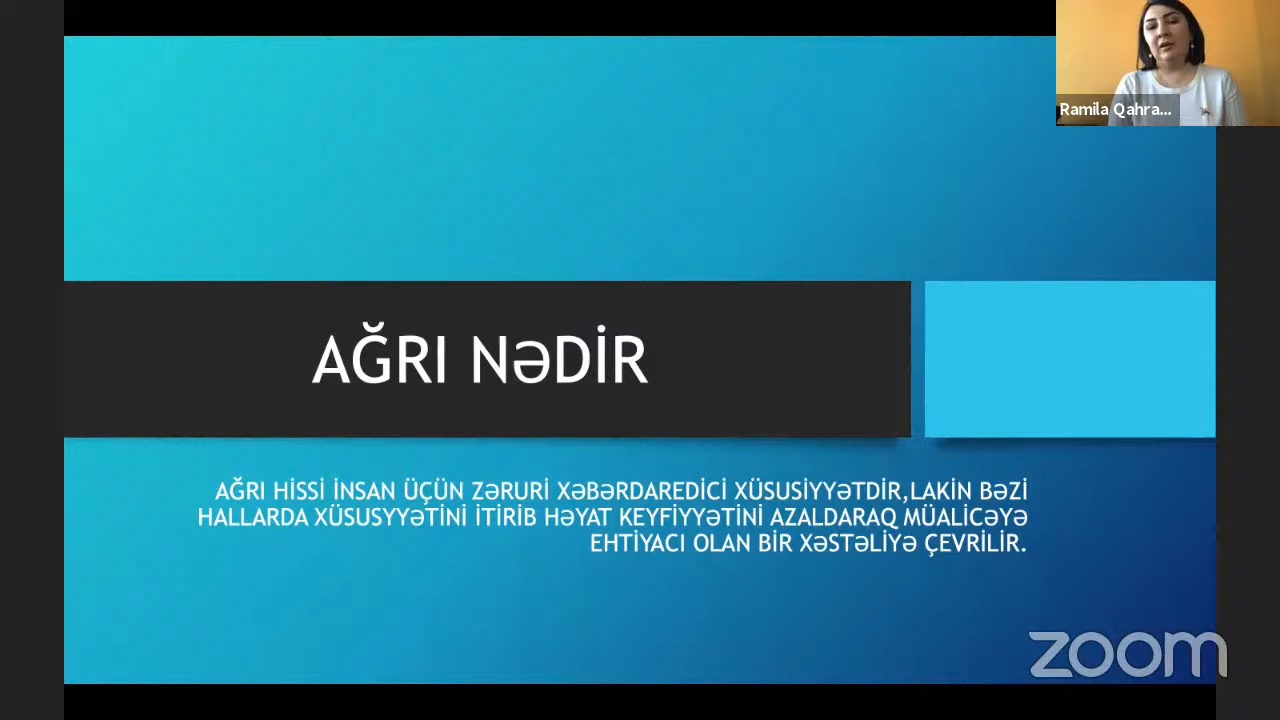 Ramila Qahra...
AĞRI NƏDİR
AĞRI HİSSİ İNSAN ÜÇÜN ZƏRURİ XƏBƏRDAREDİCİ XÜSUSİYYƏTDİR,LAKİN BƏZİ
HALLARDA XÜSUSYYƏTİNİ İTİRİB HƏYAT KEYFİYYƏTİNİ AZALDARAQ MÜALİCƏYƏ
EHTİYACI OLAN BİR XƏSTƏLİYƏ ÇEVRİLİR.
zoom